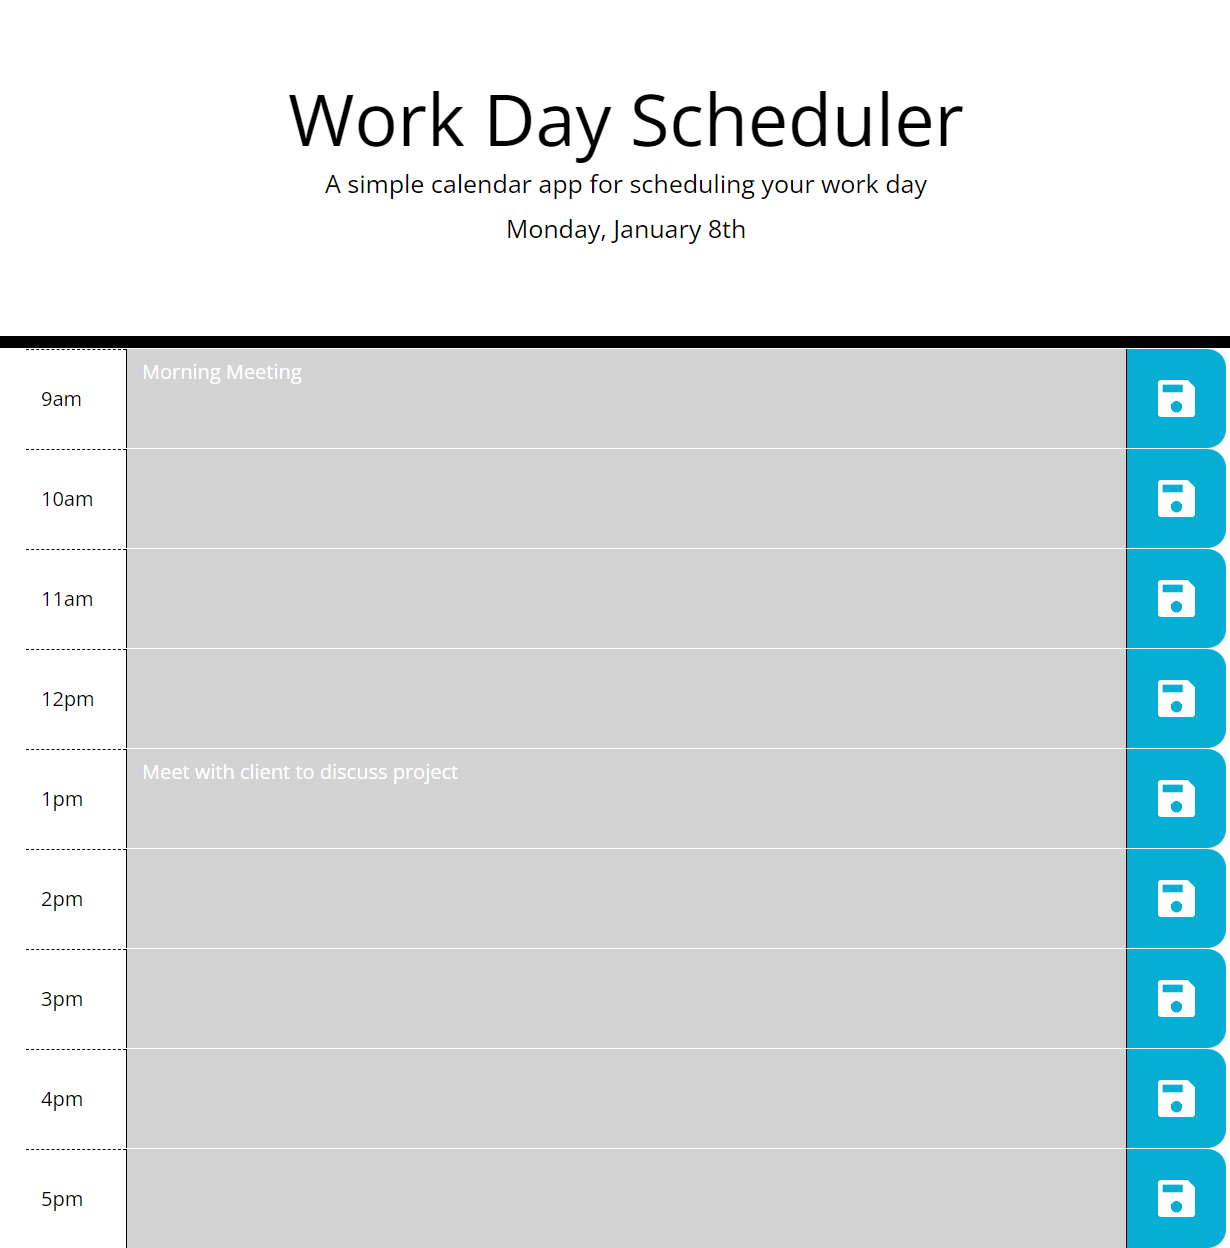 Work Day Scheduler
A simple calendar app for scheduling your work day
Monday, January 8th
9am
Morning Meeting
10am
11am
12pm
1pm
Meet with client to discuss project
2pm
3pm
4pm
5pm